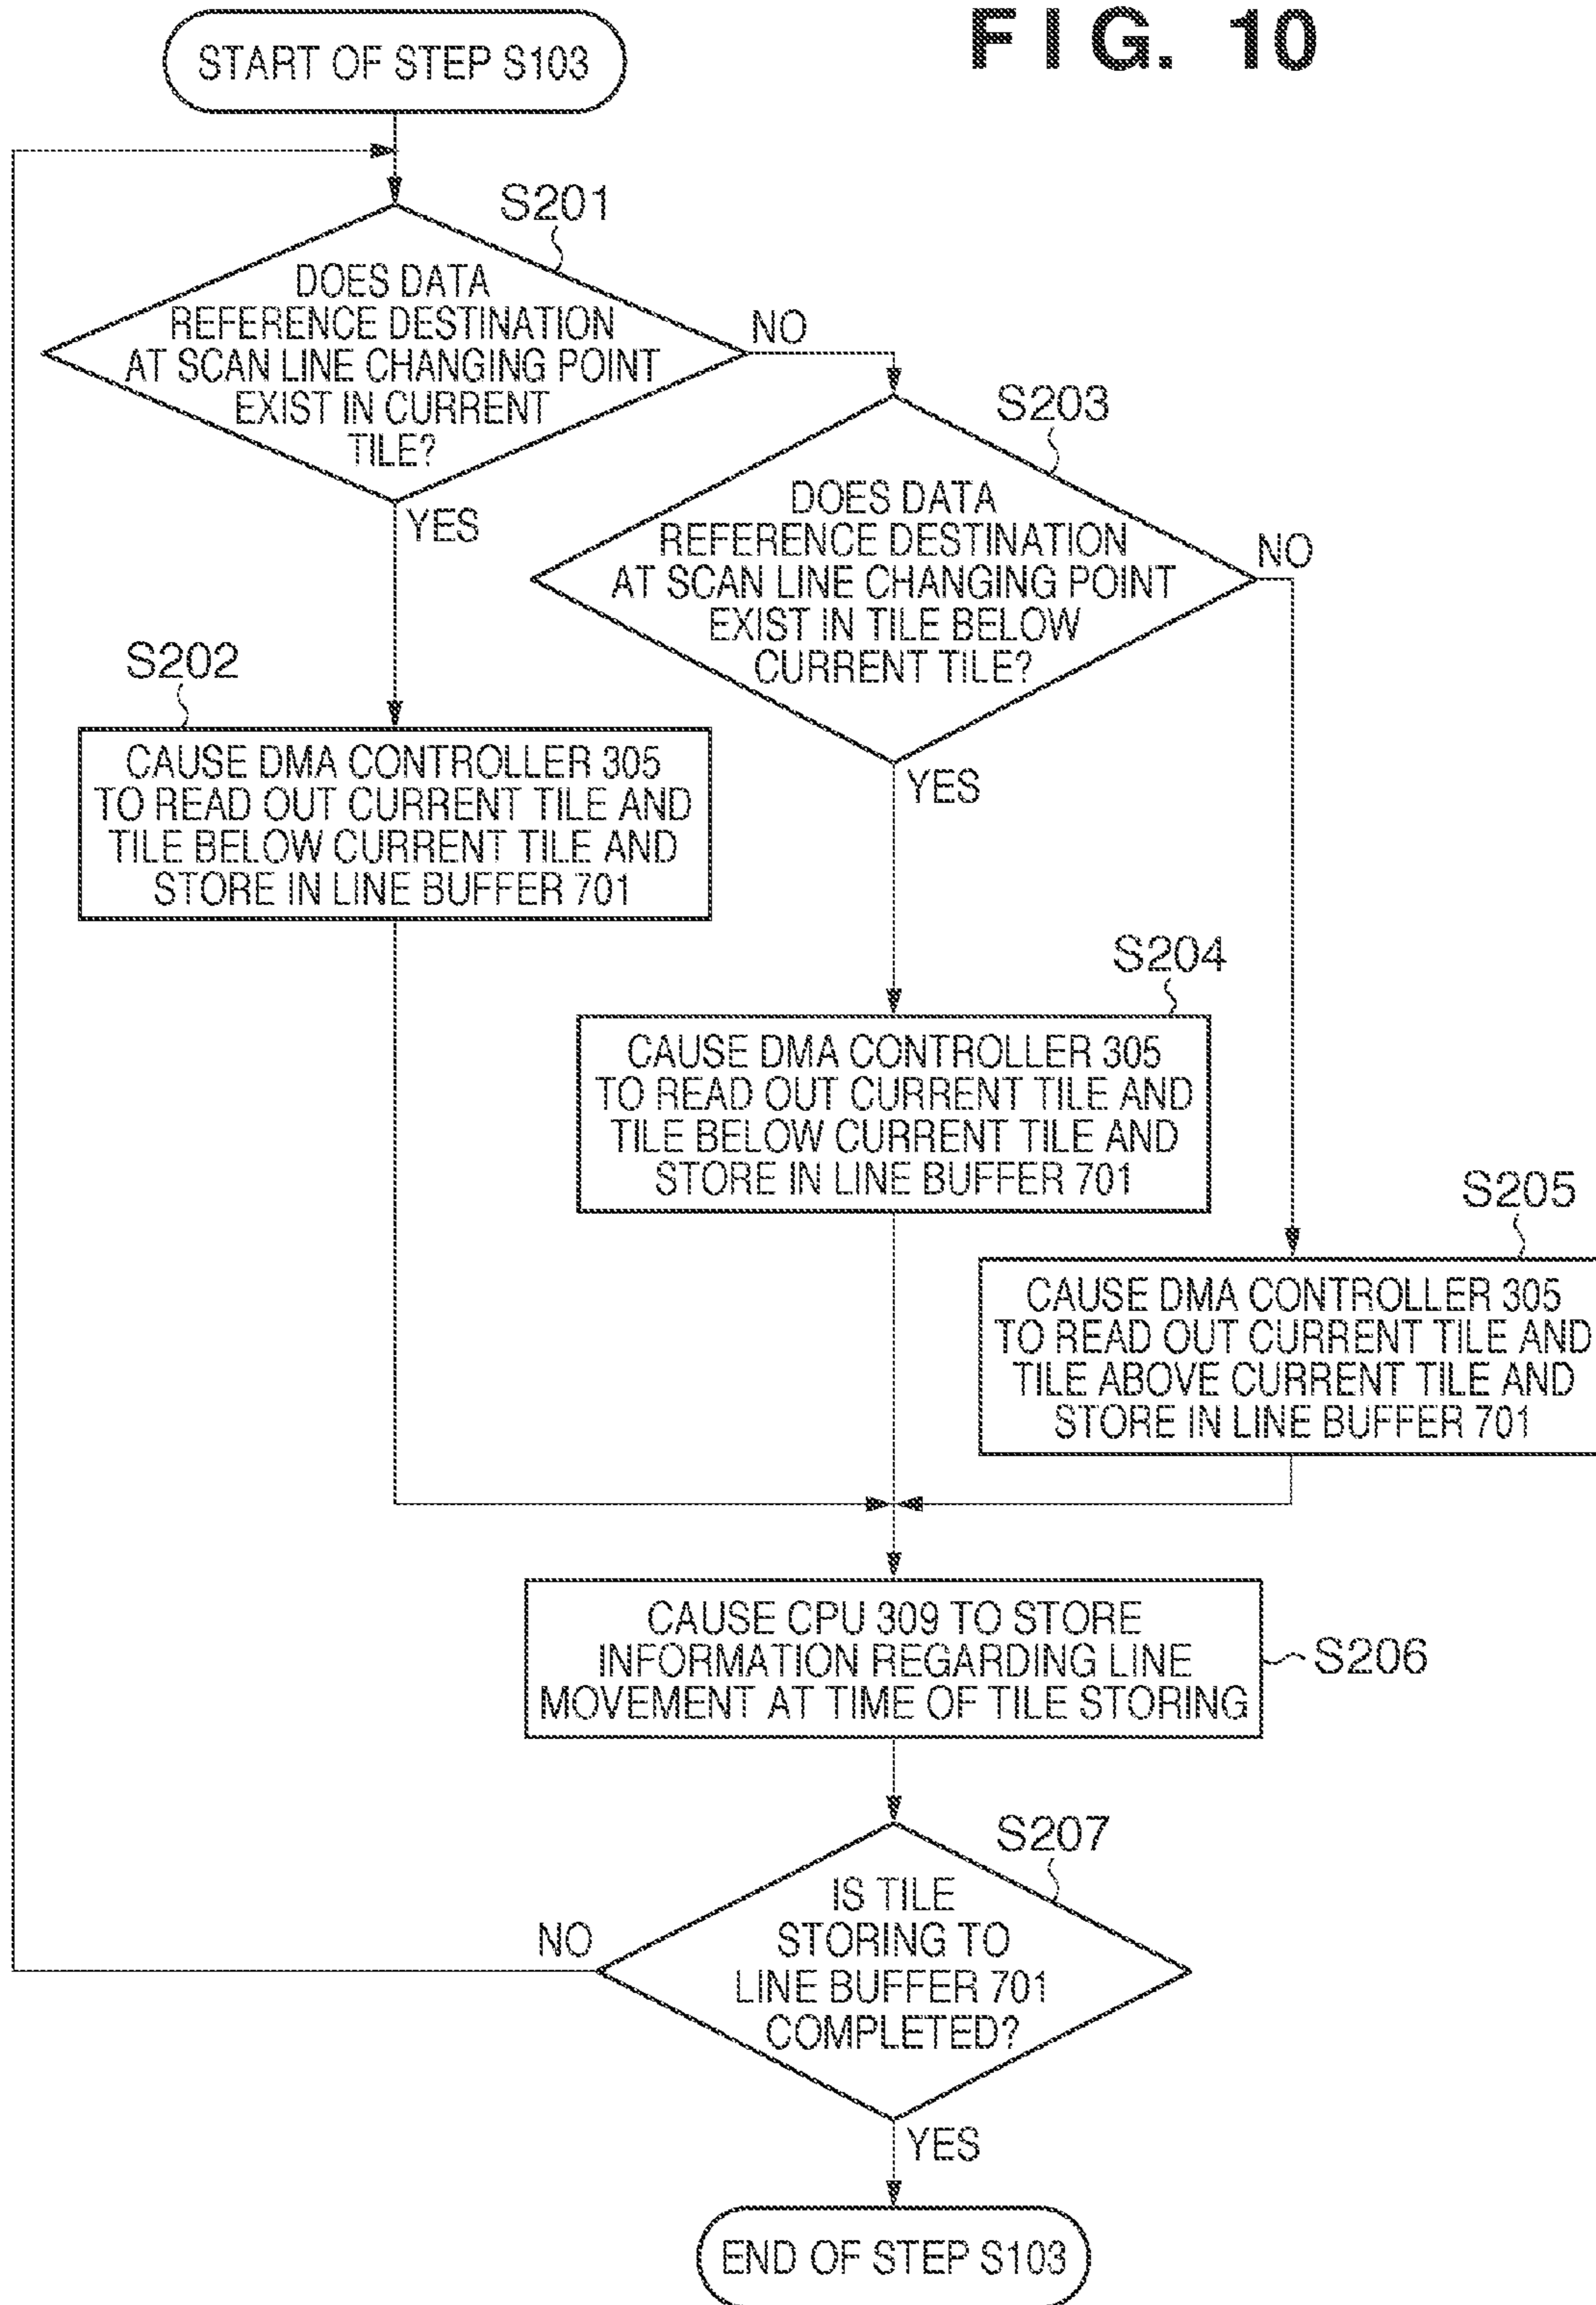 FIG. 10
START OF STEP S103
S201
DOES DATA
REFERENCE DESTINATION
AT SCAN LINE CHANGING POINT
EXIST IN CURRENT
TILE?
NO
YES
S203
DOES DATA
REFERENCE DESTINATION
AT SCAN LINE CHANGING POINT
EXIST IN TILE BELOW
CURRENT TILE?
NO
YES
S202
CAUSE DMA CONTROLLER 305
TO READ OUT CURRENT TILE AND
TILE BELOW CURRENT TILE AND
STORE IN LINE BUFFER 701
S204
CAUSE DMA CONTROLLER 305
TO READ OUT CURRENT TILE AND
TILE BELOW CURRENT TILE AND
STORE IN LINE BUFFER 701
S205
CAUSE DMA CONTROLLER 305
TO READ OUT CURRENT TILE AND
TILE ABOVE CURRENT TILE AND
STORE IN LINE BUFFER 701
CAUSE CPU 309 TO STORE
INFORMATION REGARDING LINE
MOVEMENT AT TIME OF TILE STORING
S206
S207
IS TILE
STORING TO
LINE BUFFER 701
COMPLETED?
NO
YES
END OF STEP S103